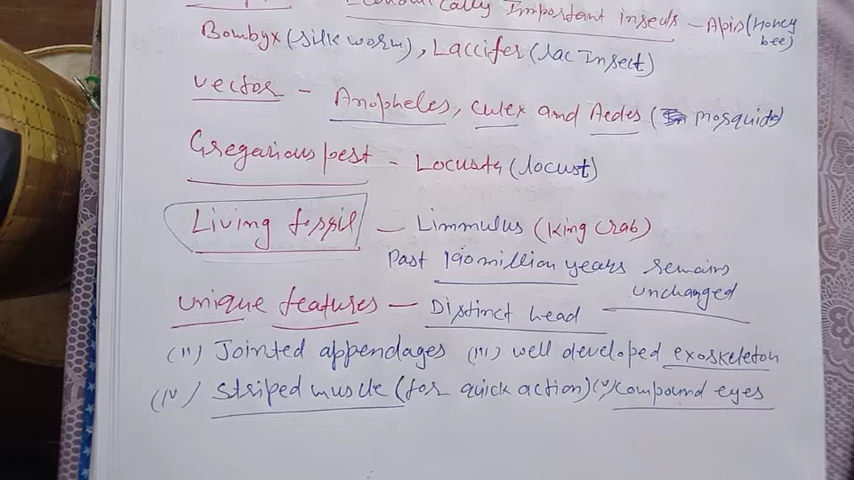 Economically Important insects - Apis (Honey bee)
Bombyx (silk worm), Laccifer (lac Insect)
vector - Anopheles, culex and Aedes (mosquito)
Gregarious pest - Locusta (locust)
Living fossil - Limmulus (King Crab)
Past 190 million years remains unchanged
unique features - Distinct head
(ii) Jointed appendages (iii) well developed exoskeleton
(iv) Striped muscle (for quick action) (v) Compound eyes